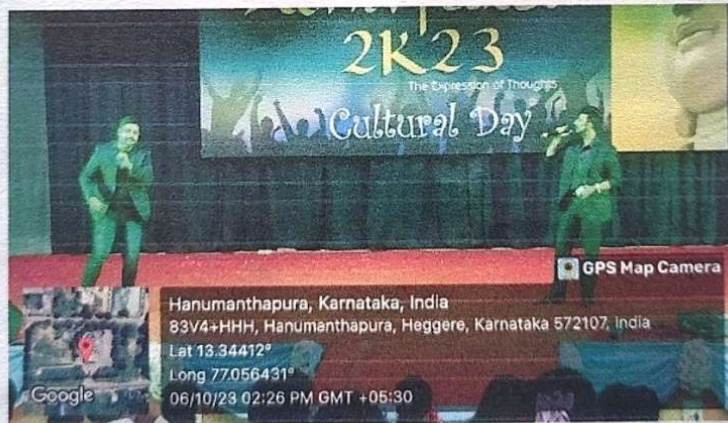 2K23
The Expression of Thoughts
Cultural Day
GPS Map Camera
Hanumanthapura, Karnataka, India
83V4+HHH, Hanumanthapura, Heggere, Karnataka 572107, India
Lat 13.34412°
Long 77.056431°
06/10/23 02:26 PM GMT +05:30
Google